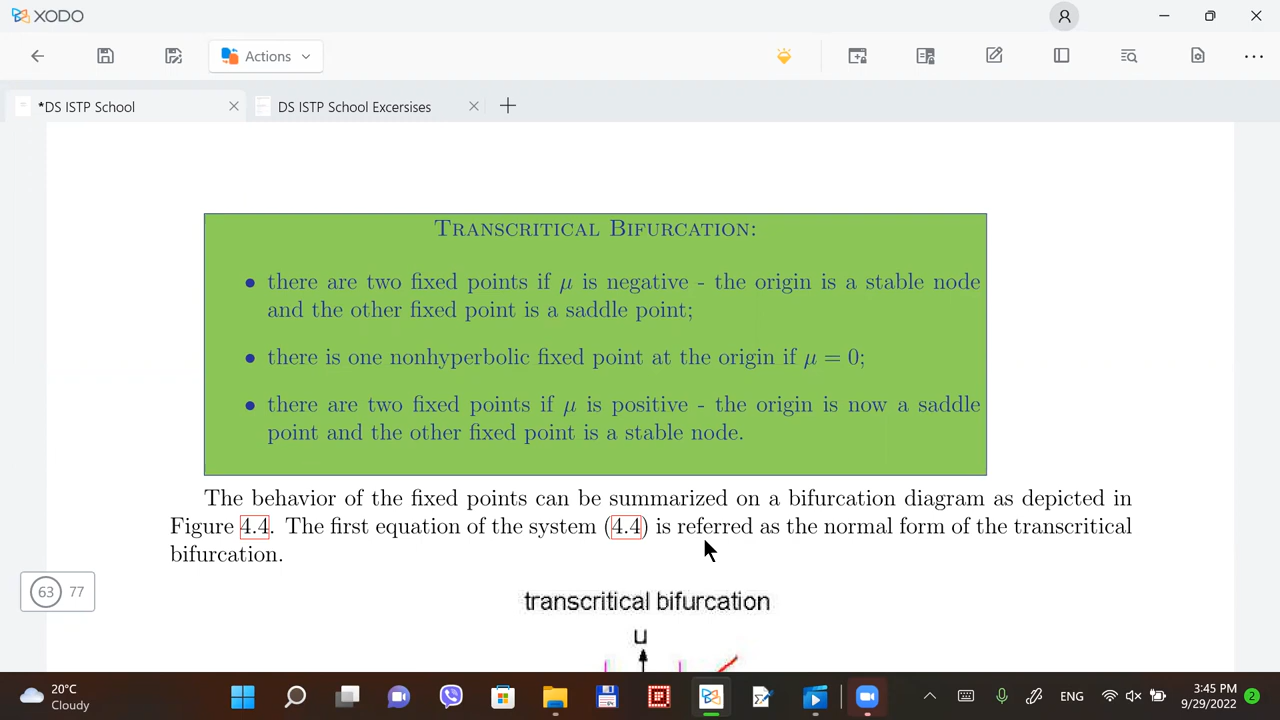 XODO
Actions
*DS ISTP School
DS ISTP School Excersises
TRANSCRITICAL BIFURCATION:
• there are two fixed points if μ is negative - the origin is a stable node
and the other fixed point is a saddle point;
• there is one nonhyperbolic fixed point at the origin if μ = 0;
• there are two fixed points if μ is positive - the origin is now a saddle
point and the other fixed point is a stable node.
The behavior of the fixed points can be summarized on a bifurcation diagram as depicted in
Figure 4.4. The first equation of the system (4.4) is referred as the normal form of the transcritical
bifurcation.
63 77
transcritical bifurcation
u
20°C
Cloudy
64
ENG
3:45 PM
9/29/2022
2